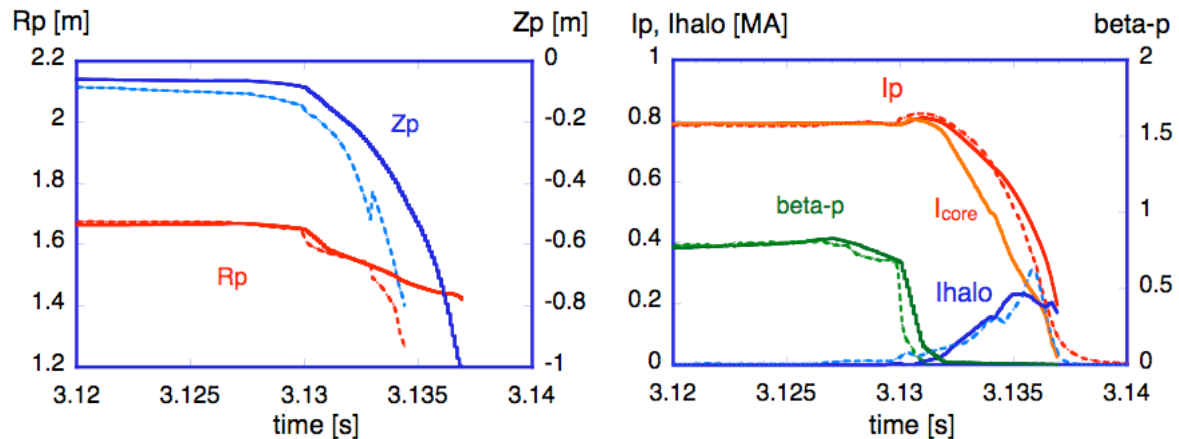 Rp [m]
Zp [m]
2.2
2
1.8
1.6
1.4
1.2
0
-0.2
-0.4
-0.6
-0.8
-1
Zp
Rp
3.12
3.125
3.13
3.135
3.14
time [s]
Ip, Ihalo [MA]
beta-p
1
0.8
0.6
0.4
0.2
0
2
1.5
1
0.5
0
Ip
beta-p
Icore
Ihalo
3.12
3.125
3.13
3.135
3.14
time [s]